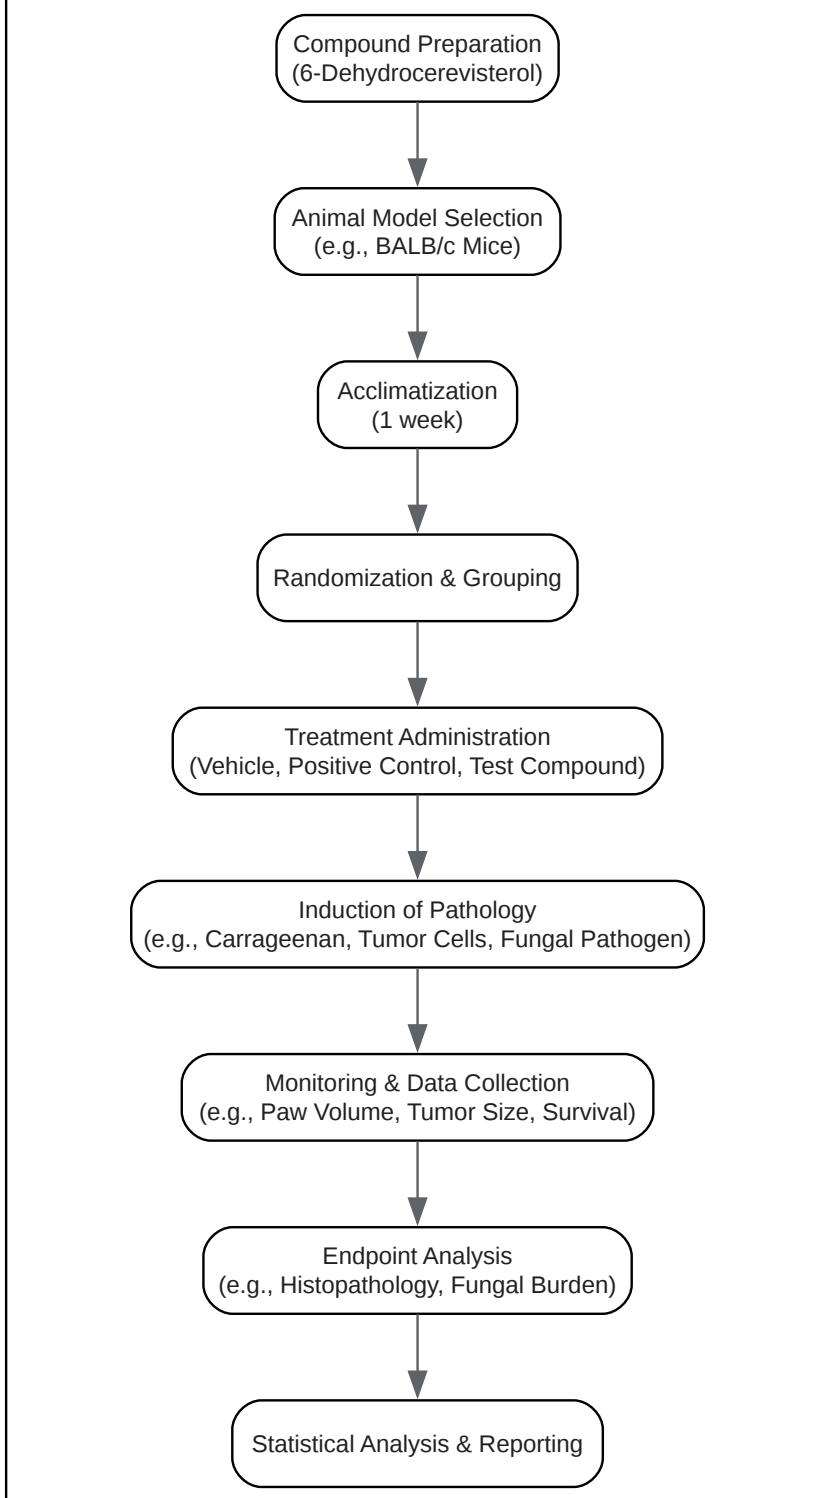 Compound Preparation
(6-Dehydrocerevisterol)
Animal Model Selection
(e.g., BALB/c Mice)
Acclimatization
(1 week)
Randomization & Grouping
Treatment Administration
(Vehicle, Positive Control, Test Compound)
Induction of Pathology
(e.g., Carrageenan, Tumor Cells, Fungal Pathogen)
Monitoring & Data Collection
(e.g., Paw Volume, Tumor Size, Survival)
Endpoint Analysis
(e.g., Histopathology, Fungal Burden)
Statistical Analysis & Reporting